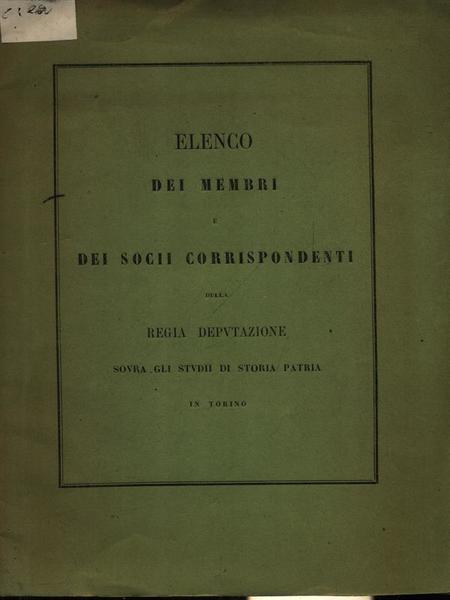 ELENCO
DEI MEMBRI
E
DEI SOCII CORRISPONDENTI
DELLA
REGIA DEPVTAZIONE
SOVRA GLI STVDII DI STORIA PATRIA
IN TORINO